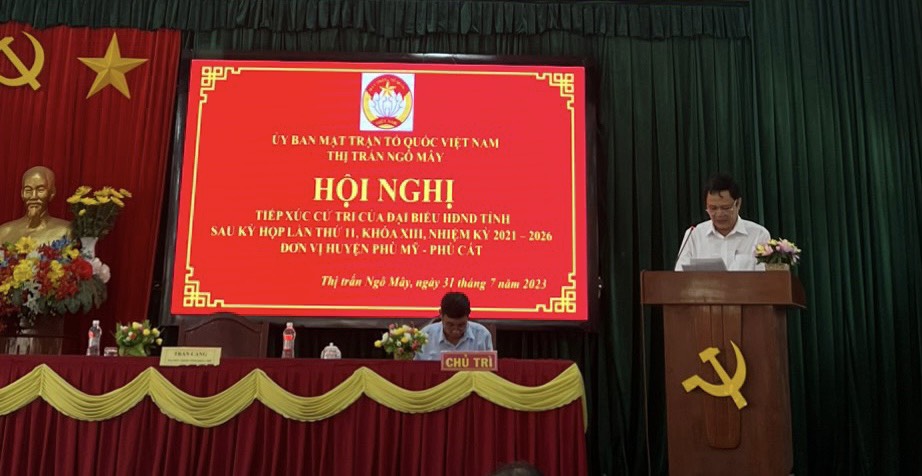 ỦY BAN MẶT TRẬN TỔ QUỐC VIỆT NAM
THỊ TRẤN NGÔ MÂY
HỘI NGHỊ
TIẾP XÚC CỬ TRI CỦA ĐẠI BIỂU HĐND TỈNH
SAU KỲ HỌP LẦN THỨ 11, KHÓA XIII, NHIỆM KỲ 2021 – 2026
ĐƠN VỊ HUYỆN PHÙ MỸ - PHÙ CÁT
Thị trấn Ngô Mây, ngày 31 tháng 7 năm 2023
TRẦN CANG
CHỦ TRÌ